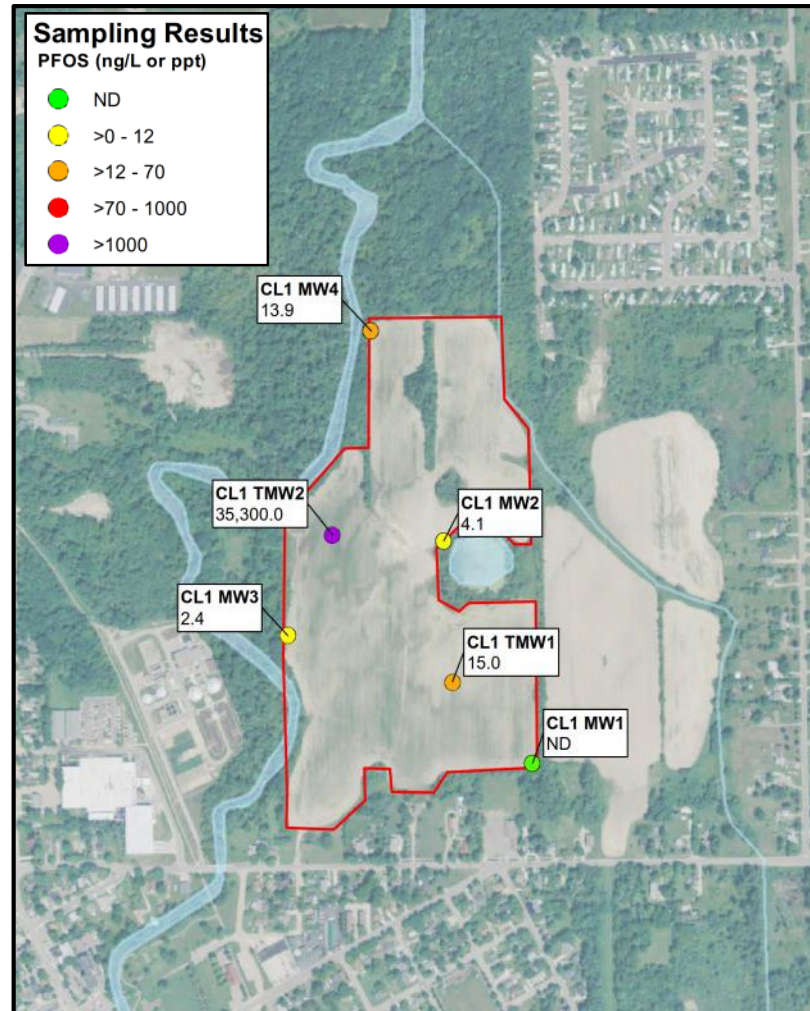 Sampling Results
PFOS (ng/L or ppt)
ND
>0 - 12
>12 - 70
>70 - 1000
>1000
CL1 MW4
13.9
CL1 TMW2
35,300.0
CL1 MW2
4.1
CL1 MW3
2.4
CL1 TMW1
15.0
CL1 MW1
ND